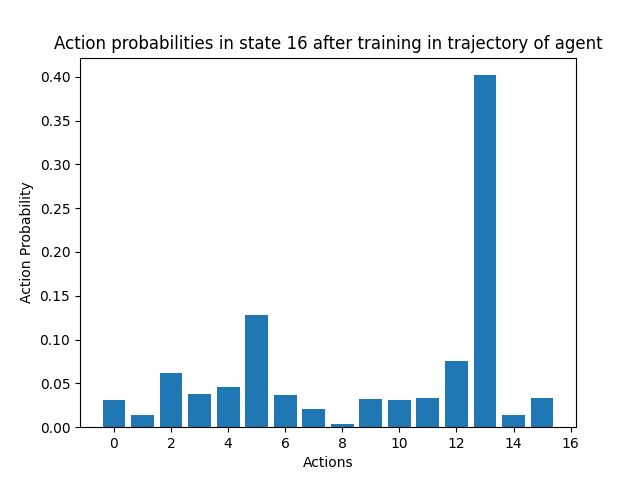 Action probabilities in state 16 after training in trajectory of agent
0.40
0.35
0.30
0.25
0.20
0.15
0.10
0.05
0.00
Action Probability
0 2 4 6 8 10 12 14 16
Actions